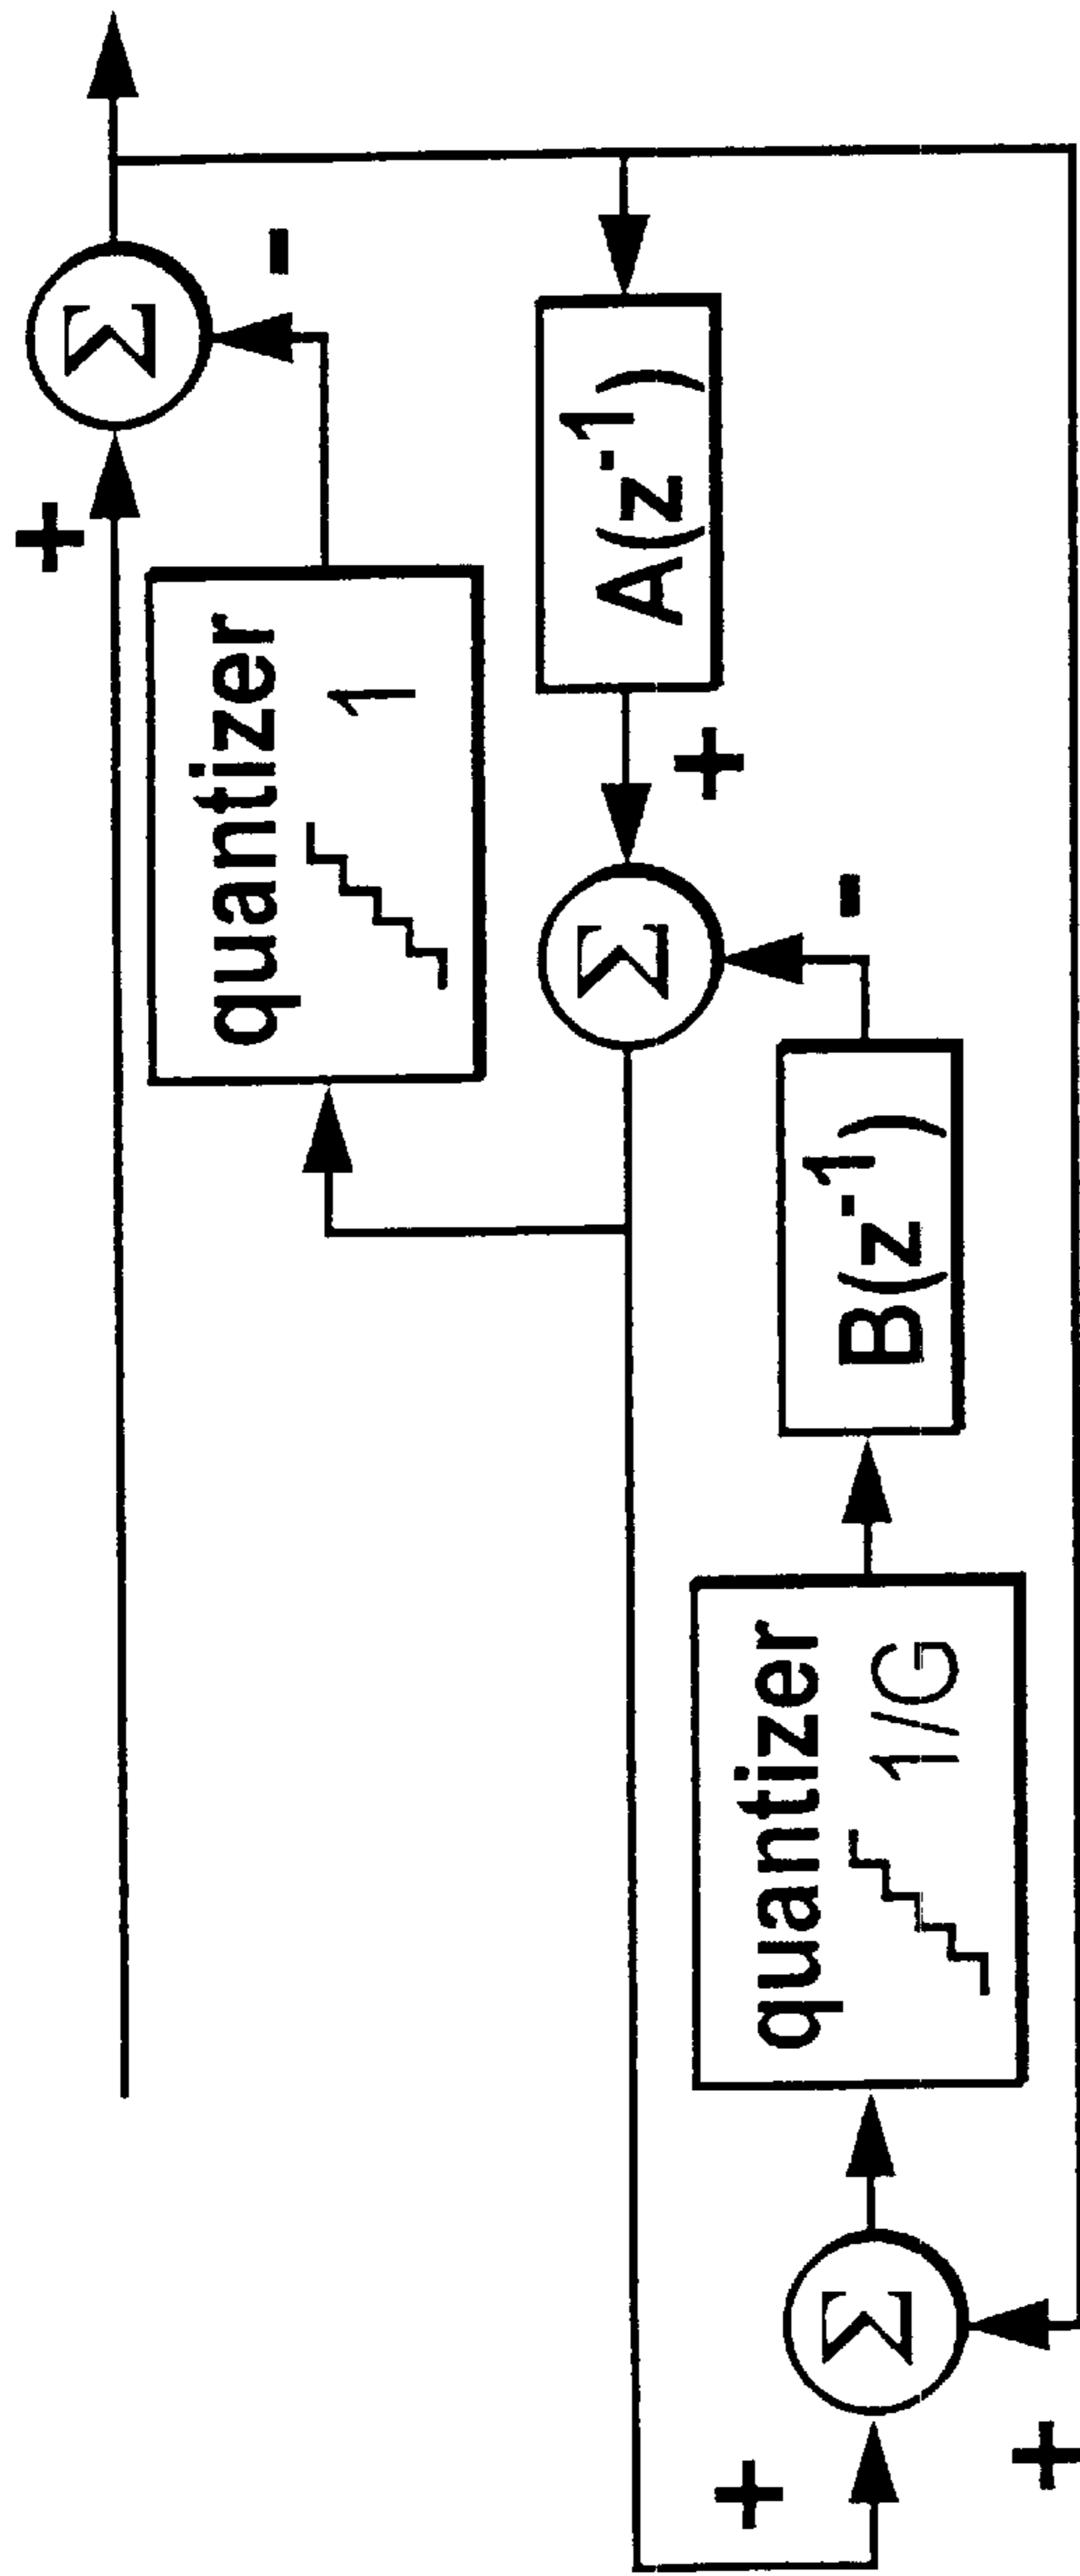 +
Σ
-
quantizer
1
Σ
A(z⁻¹)
+
+
quantizer
1/G
-
Σ
B(z⁻¹)
+